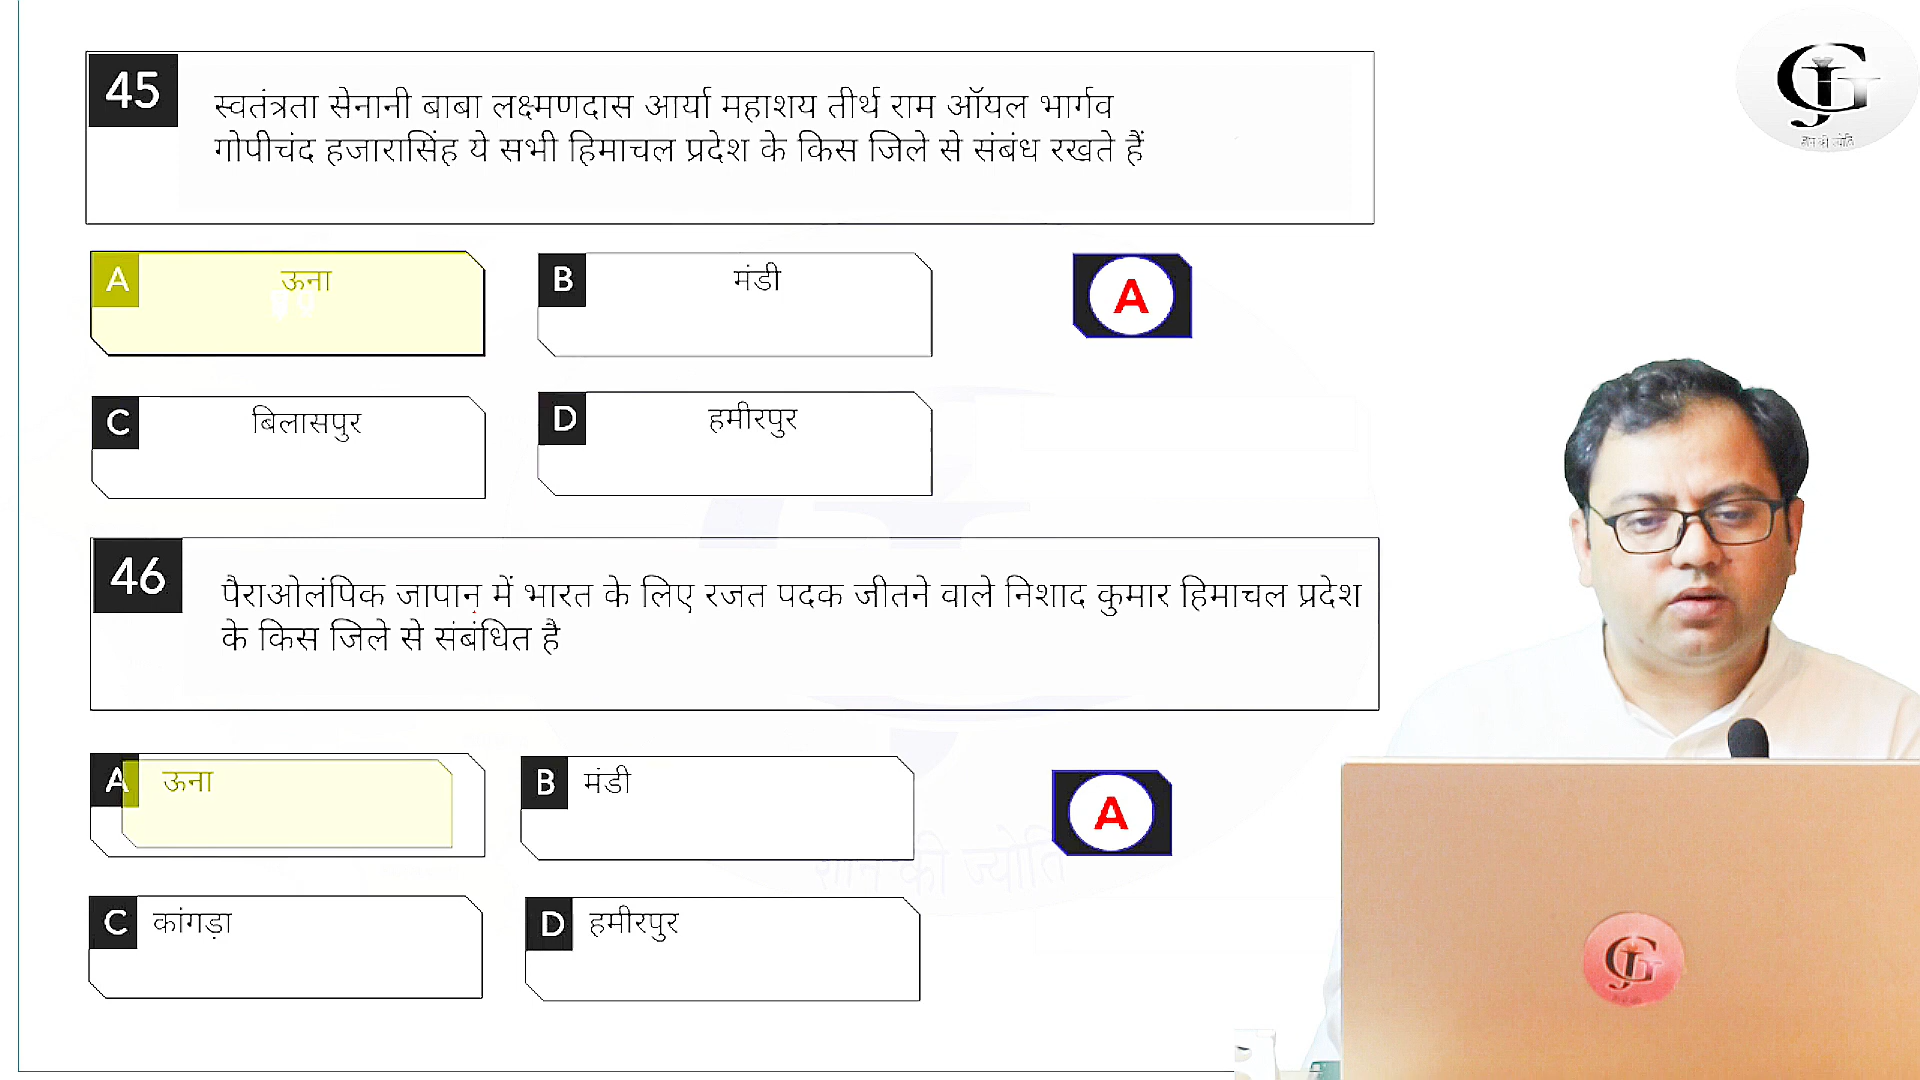 45
स्वतंत्रता सेनानी बाबा लक्ष्मणदास आर्या महाशय तीर्थ राम ऑयल भार्गव
गोपीचंद हजारासिंह ये सभी हिमाचल प्रदेश के किस जिले से संबंध रखते हैं
A ऊना
B मंडी
A
C बिलासपुर
D हमीरपुर
46
पैराओलंपिक जापान में भारत के लिए रजत पदक जीतने वाले निशाद कुमार हिमाचल प्रदेश
के किस जिले से संबंधित है
A ऊना
B मंडी
A
C कांगड़ा
D हमीरपुर
ज्ञान की ज्योति